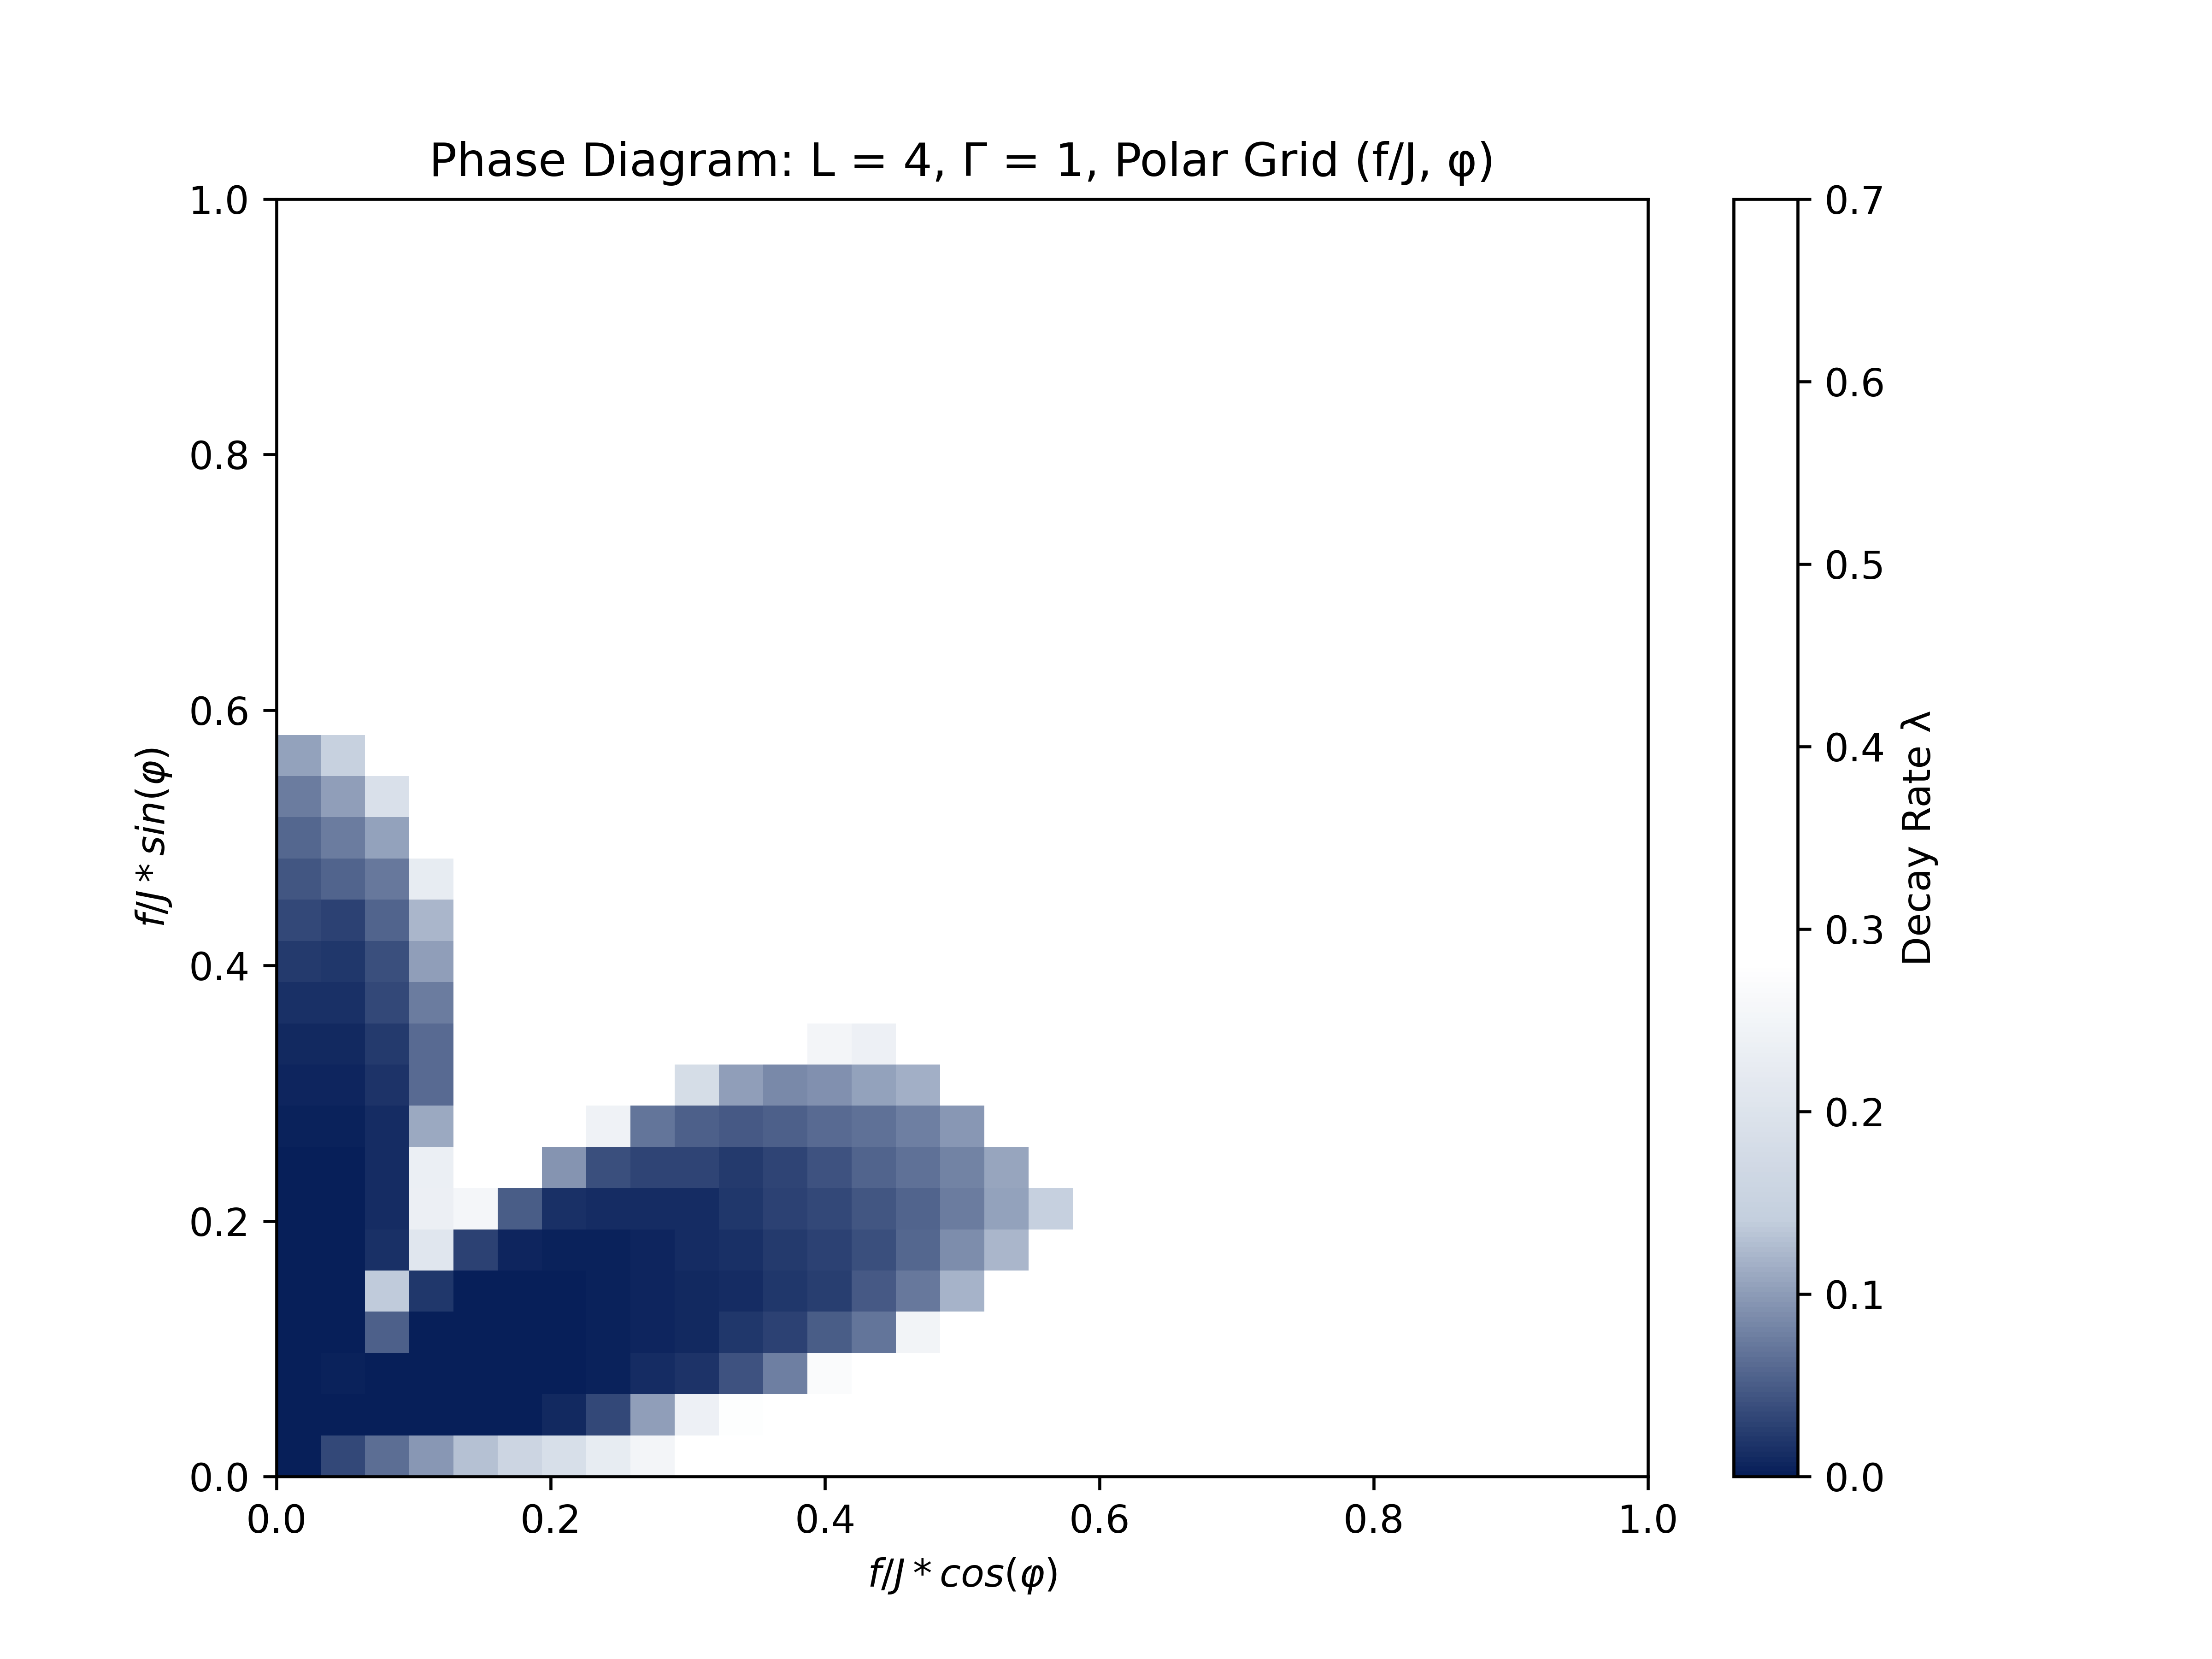 Phase Diagram: L = 4, Γ = 1, Polar Grid (f/J, φ)
1.0
0.8
0.6
0.4
0.2
0.0
f/J * sin(φ)
0.0 0.2 0.4 0.6 0.8 1.0
f/J * cos(φ)
0.7
0.6
0.5
0.4
0.3
0.2
0.1
0.0
Decay Rate λ